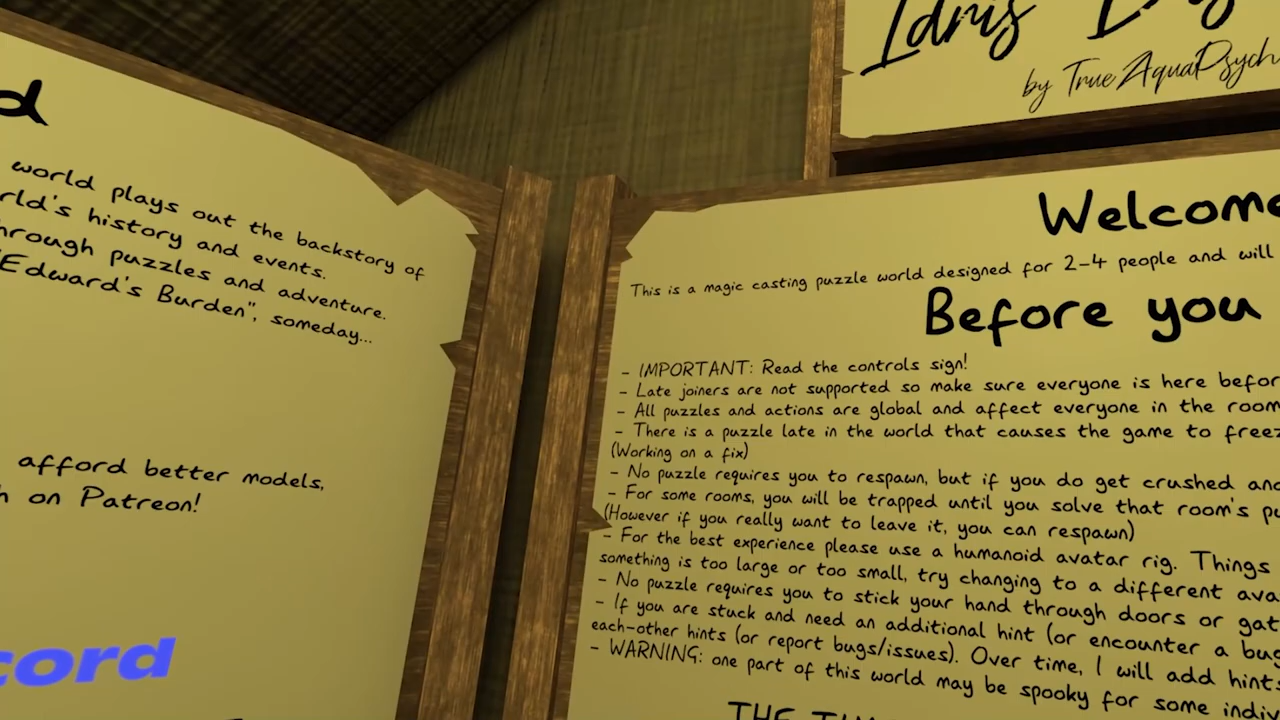 Idris
by TrueAquaPsych
d
world plays out the backstory of
rld's history and events.
hrough puzzles and adventure.
"Edward's Burden", someday...
afford better models,
h on Patreon!
cord
Welcome
This is a magic casting puzzle world designed for 2-4 people and will
Before you
- IMPORTANT: Read the controls sign!
- Late joiners are not supported so make sure everyone is here befor
- All puzzles and actions are global and affect everyone in the room
- There is a puzzle late in the world that causes the game to freez
(Working on a fix)
- No puzzle requires you to respawn, but if you do get crushed and
- For some rooms, you will be trapped until you solve that room's pu
(However if you really want to leave it, you can respawn)
- For the best experience please use a humanoid avatar rig. Things
something is too large or too small, try changing to a different ava
- No puzzle requires you to stick your hand through doors or gat
- If you are stuck and need an additional hint (or encounter a bug
each-other hints (or report bugs/issues). Over time, I will add hints
- WARNING: one part of this world may be spooky for some indiv
THE